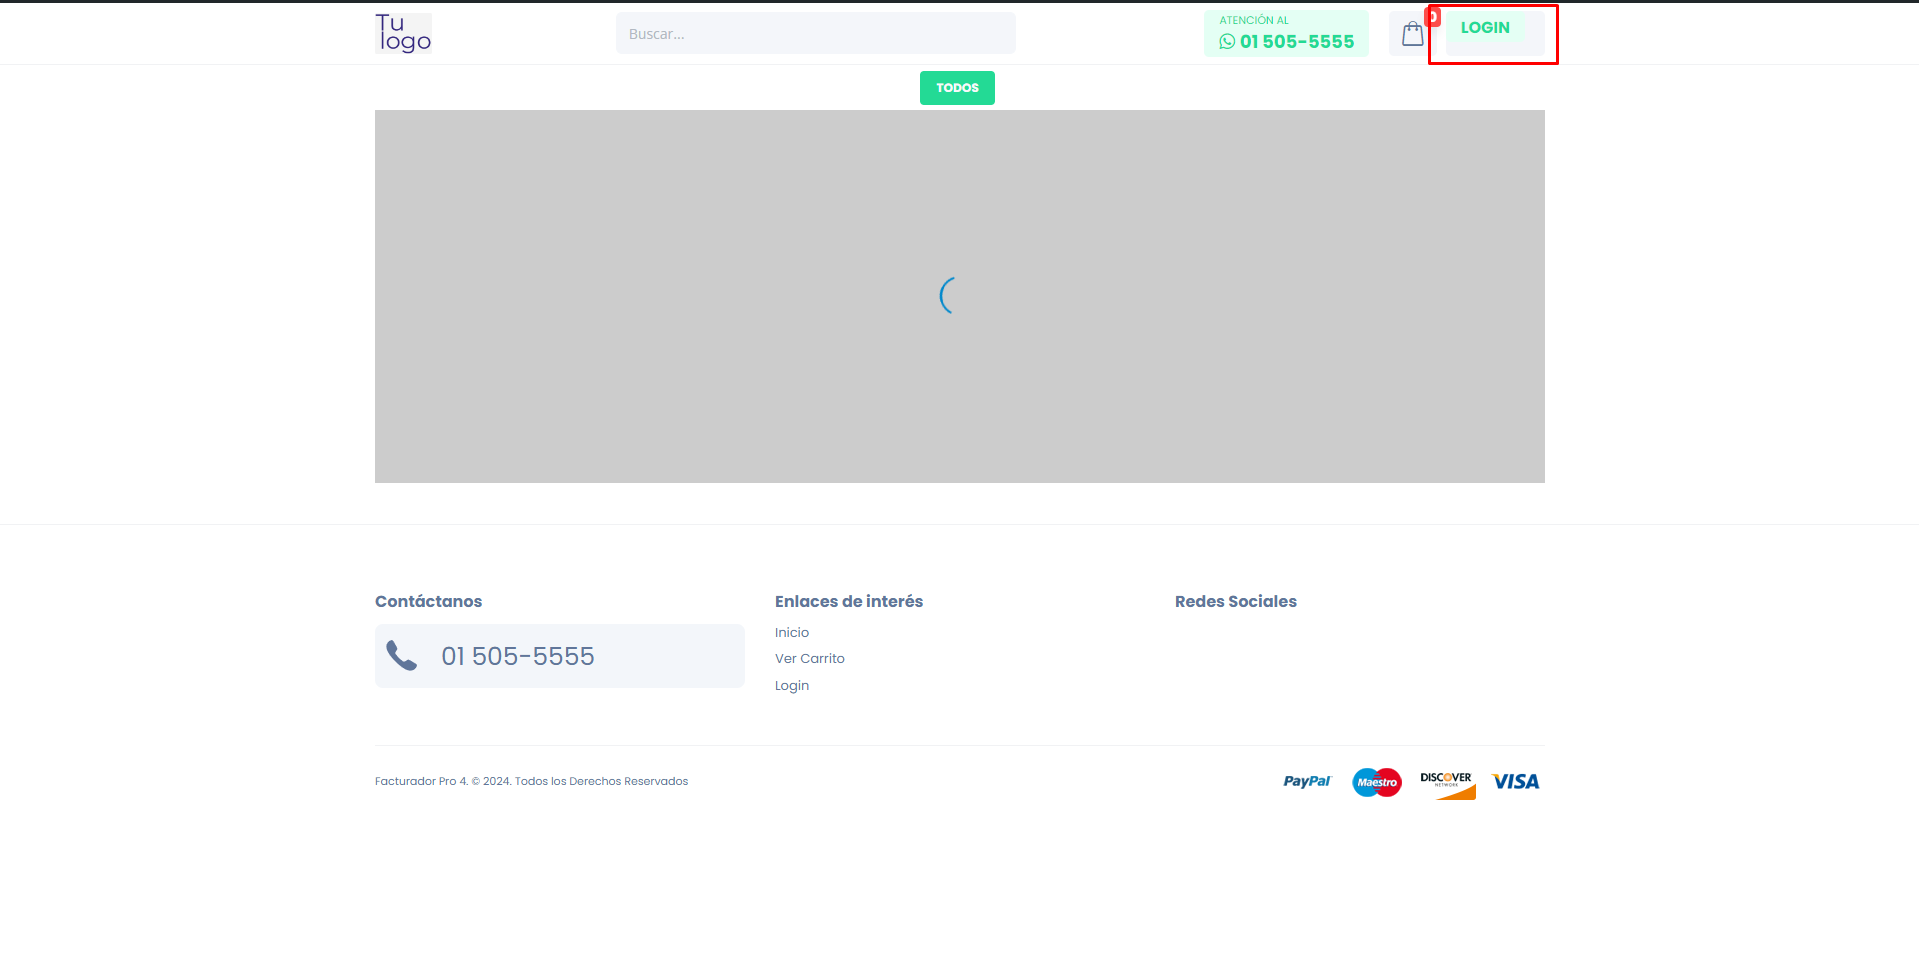 Tu
logo
Buscar...
ATENCIÓN AL
01 505-5555
0
LOGIN
TODOS
Contáctanos
01 505-5555
Enlaces de interés
Inicio
Ver Carrito
Login
Redes Sociales
Facturador Pro 4. © 2024. Todos los Derechos Reservados
PayPal
Maestro
DISCOVER
NETWORK
VISA